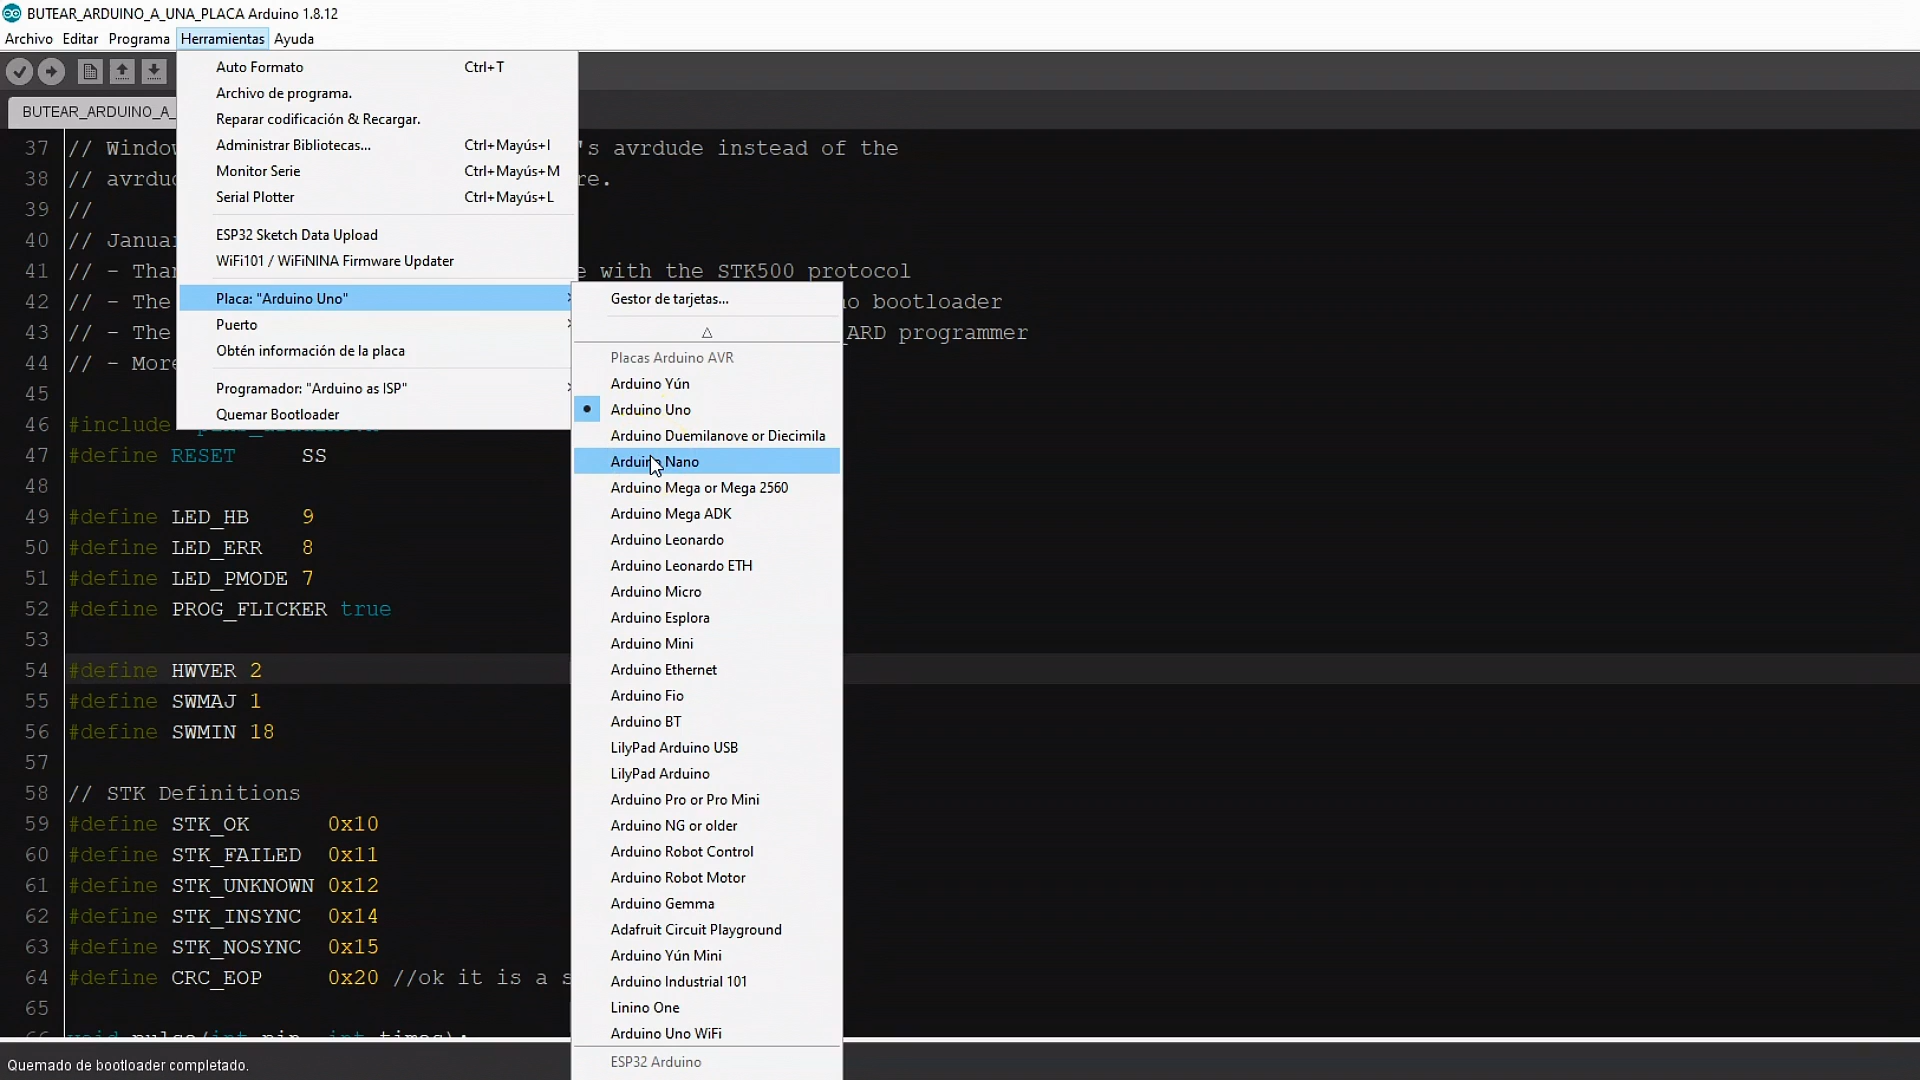 BUTEAR_ARDUINO_A_UNA_PLACA Arduino 1.8.12
Archivo Editar Programa Herramientas Ayuda
BUTEAR_ARDUINO_A_
Auto Formato Ctrl+T
Archivo de programa.
Reparar codificación & Recargar.
Administrar Bibliotecas... Ctrl+Mayús+I
Monitor Serie Ctrl+Mayús+M
Serial Plotter Ctrl+Mayús+L
ESP32 Sketch Data Upload
WiFi101 / WiFiNINA Firmware Updater
Placa: "Arduino Uno"
Puerto
Obtén información de la placa
Programador: "Arduino as ISP"
Quemar Bootloader
Gestor de tarjetas...
Placas Arduino AVR
Arduino Yún
Arduino Uno
Arduino Duemilanove or Diecimila
Arduino Nano
Arduino Mega or Mega 2560
Arduino Mega ADK
Arduino Leonardo
Arduino Leonardo ETH
Arduino Micro
Arduino Esplora
Arduino Mini
Arduino Ethernet
Arduino Fio
Arduino BT
LilyPad Arduino USB
LilyPad Arduino
Arduino Pro or Pro Mini
Arduino NG or older
Arduino Robot Control
Arduino Robot Motor
Arduino Gemma
Adafruit Circuit Playground
Arduino Yún Mini
Arduino Industrial 101
Linino One
Arduino Uno WiFi
ESP32 Arduino
37 // Window 's avrdude instead of the
38 // avrdud re.
39 //
40 // Januar
41 // - Than e with the STK500 protocol
42 // - The no bootloader
43 // - The _ARD programmer
44 // - More
45
46 #include
47 #define RESET SS
48
49 #define LED_HB 9
50 #define LED_ERR 8
51 #define LED_PMODE 7
52 #define PROG_FLICKER true
53
54 #define HWVER 2
55 #define SWMAJ 1
56 #define SWMIN 18
57
58 // STK Definitions
59 #define STK_OK 0x10
60 #define STK_FAILED 0x11
61 #define STK_UNKNOWN 0x12
62 #define STK_INSYNC 0x14
63 #define STK_NOSYNC 0x15
64 #define CRC_EOP 0x20 //ok it is a s
65
Quemado de bootloader completado.